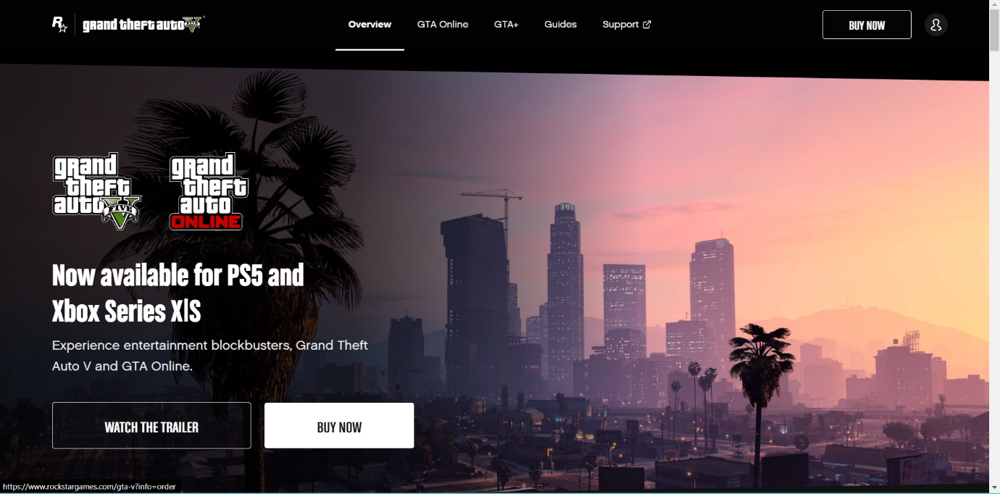 R
grand theft auto V
Overview
GTA Online
GTA+
Guides
Support
BUY NOW
grand
theft
auto
FIVE
V
grand
theft
auto
ONLINE
Now available for PS5 and
Xbox Series X|S
Experience entertainment blockbusters, Grand Theft
Auto V and GTA Online.
WATCH THE TRAILER
BUY NOW
https://www.rockstargames.com/gta-v?info=order